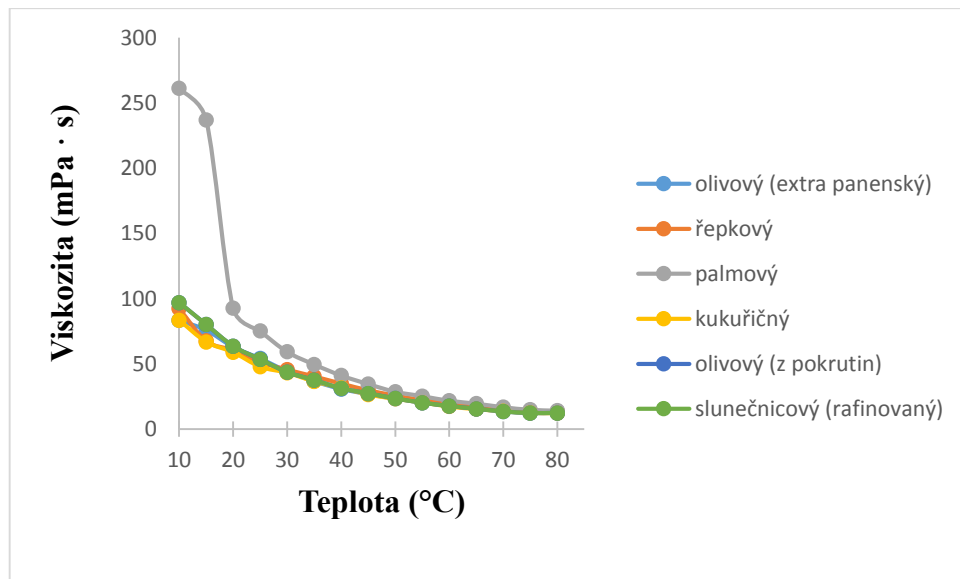 300
250
200
150
100
50
0
Viskozita (mPa · s)
10 20 30 40 50 60 70 80
Teplota (°C)
olivový (extra panenský)
řepkový
palmový
kukuřičný
olivový (z pokrutin)
slunečnicový (rafinovaný)